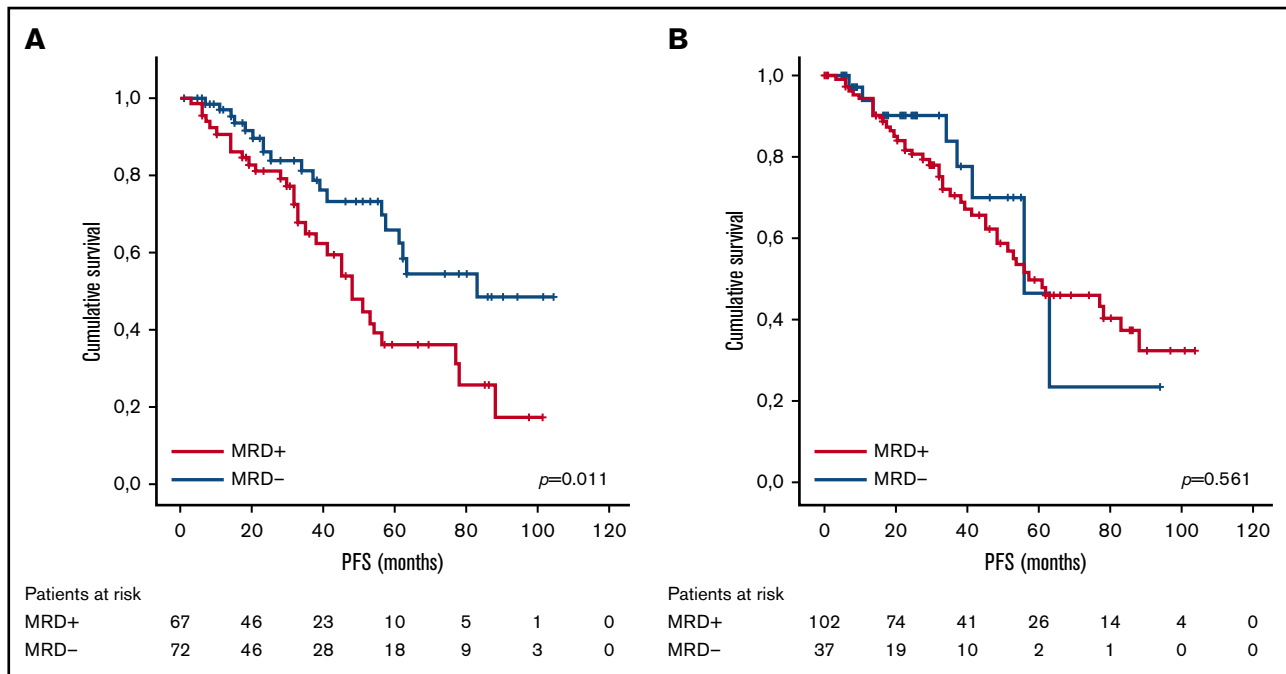 A
1,0
0,8
0,6
0,4
0,2
0,0
Cumulative survival
MRD+
MRD−
p=0.011
0 20 40 60 80 100 120
PFS (months)
Patients at risk
MRD+ 67 46 23 10 5 1 0
MRD− 72 46 28 18 9 3 0
B
1,0
0,8
0,6
0,4
0,2
0,0
Cumulative survival
MRD+
MRD−
p=0.561
0 20 40 60 80 100 120
PFS (months)
Patients at risk
MRD+ 102 74 41 26 14 4 0
MRD− 37 19 10 2 1 0 0